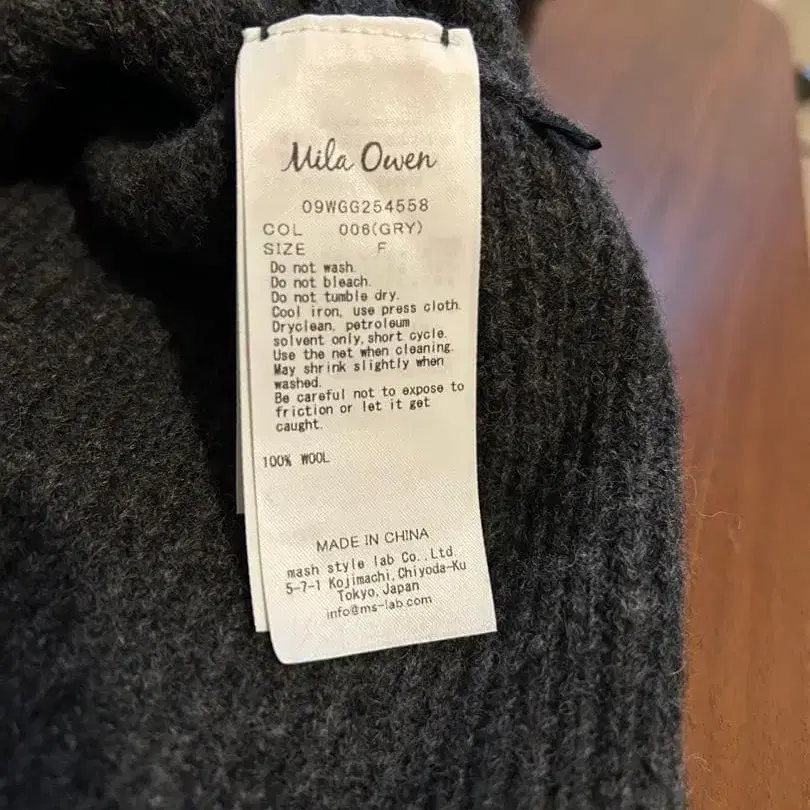 Mila Owen
09WGG254558
COL 006(GRY)
SIZE F
Do not wash.
Do not bleach.
Do not tumble dry.
Cool iron, use press cloth.
Dryclean, petroleum
solvent only, short cycle.
Use the net when cleaning.
May shrink slightly when
washed.
Be careful not to expose to
friction or let it get
caught.
100% WOOL
MADE IN CHINA
mash style lab Co.,Ltd.
5-7-1 Kojimachi,Chiyoda-Ku
Tokyo,Japan
info@ms-lab.com